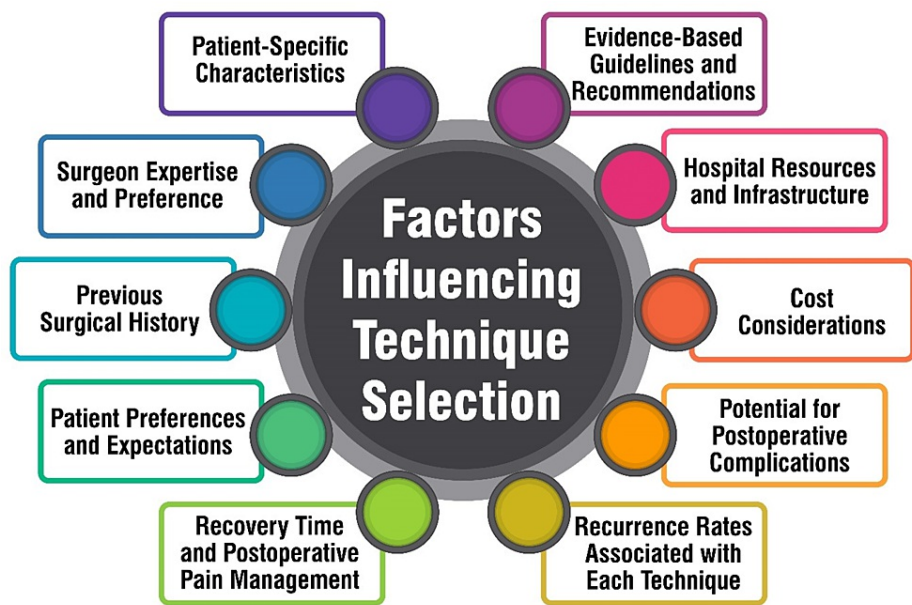 Factors
Influencing
Technique
Selection
Patient-Specific
Characteristics
Surgeon Expertise
and Preference
Previous
Surgical History
Patient Preferences
and Expectations
Recovery Time
and Postoperative
Pain Management
Evidence-Based
Guidelines and
Recommendations
Hospital Resources
and Infrastructure
Cost
Considerations
Potential for
Postoperative
Complications
Recurrence Rates
Associated with
Each Technique